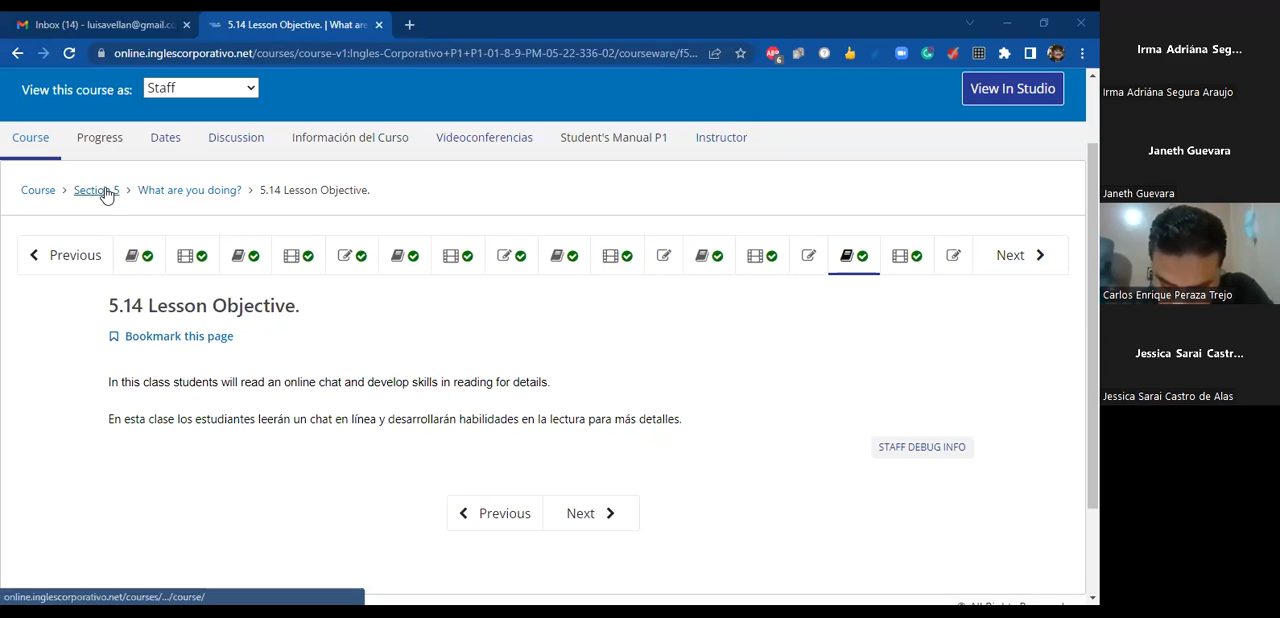 Inbox (14) - luisavellan@gmail.c
5.14 Lesson Objective. | What are
online.inglescorporativo.net/courses/course-v1:Ingles-Corporativo+P1+P1-01-8-9-PM-05-22-336-02/courseware/f5...
View this course as:
Staff
View In Studio
Course
Progress
Dates
Discussion
Información del Curso
Videoconferencias
Student's Manual P1
Instructor
Course > Section 5 > What are you doing? > 5.14 Lesson Objective.
Previous
Next
5.14 Lesson Objective.
Bookmark this page
In this class students will read an online chat and develop skills in reading for details.
En esta clase los estudiantes leerán un chat en línea y desarrollarán habilidades en la lectura para más detalles.
STAFF DEBUG INFO
Previous
Next
online.inglescorporativo.net/courses/.../course/
Irma Adriána Seg...
Irma Adriána Segura Araujo
Janeth Guevara
Janeth Guevara
Carlos Enrique Peraza Trejo
Jessica Sarai Castr...
Jessica Sarai Castro de Alas